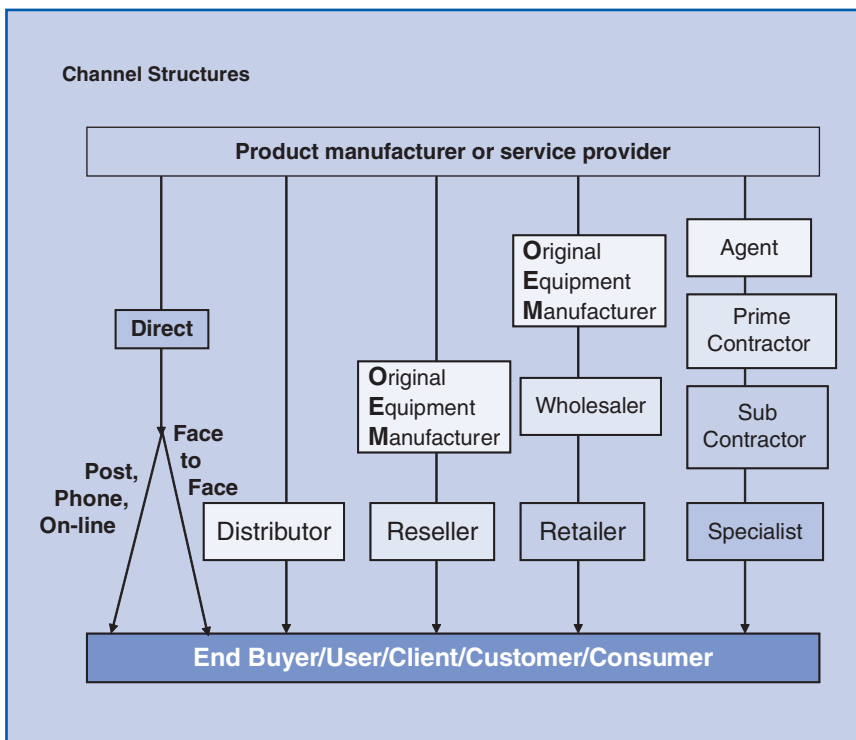 Channel Structures
Product manufacturer or service provider
Direct
Post,
Phone,
On-line
Face
to
Face
Distributor
Original
Equipment
Manufacturer
Reseller
Original
Equipment
Manufacturer
Wholesaler
Retailer
Agent
Prime
Contractor
Sub
Contractor
Specialist
End Buyer/User/Client/Customer/Consumer